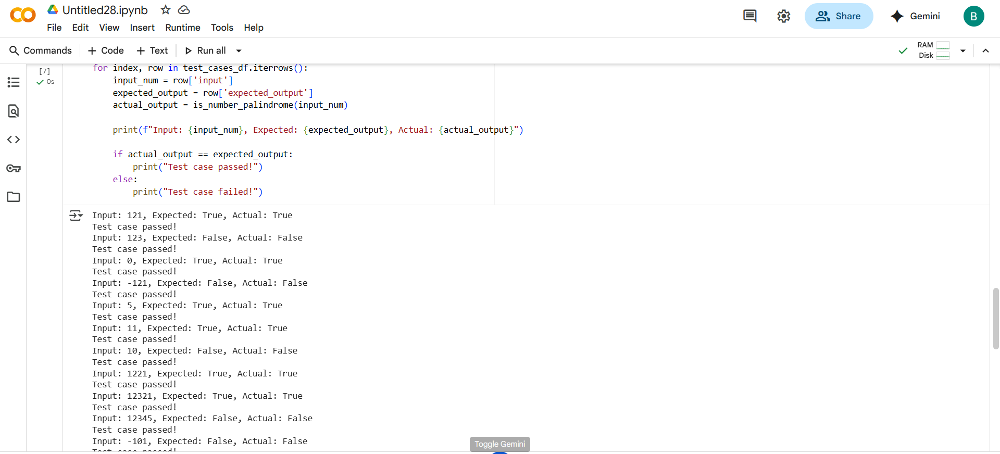 Untitled28.ipynb
File Edit View Insert Runtime Tools Help
Share
Gemini
B
Commands
+ Code + Text
Run all
RAM
Disk
[7]
0s
for index, row in test_cases_df.iterrows():
    input_num = row['input']
    expected_output = row['expected_output']
    actual_output = is_number_palindrome(input_num)
    print(f"Input: {input_num}, Expected: {expected_output}, Actual: {actual_output}")
    if actual_output == expected_output:
        print("Test case passed!")
    else:
        print("Test case failed!")
Input: 121, Expected: True, Actual: True
Test case passed!
Input: 123, Expected: False, Actual: False
Test case passed!
Input: 0, Expected: True, Actual: True
Test case passed!
Input: -121, Expected: False, Actual: False
Test case passed!
Input: 5, Expected: True, Actual: True
Test case passed!
Input: 11, Expected: True, Actual: True
Test case passed!
Input: 10, Expected: False, Actual: False
Test case passed!
Input: 1221, Expected: True, Actual: True
Test case passed!
Input: 12321, Expected: True, Actual: True
Test case passed!
Input: 12345, Expected: False, Actual: False
Test case passed!
Input: -101, Expected: False, Actual: False
Test case passed!
Toggle Gemini